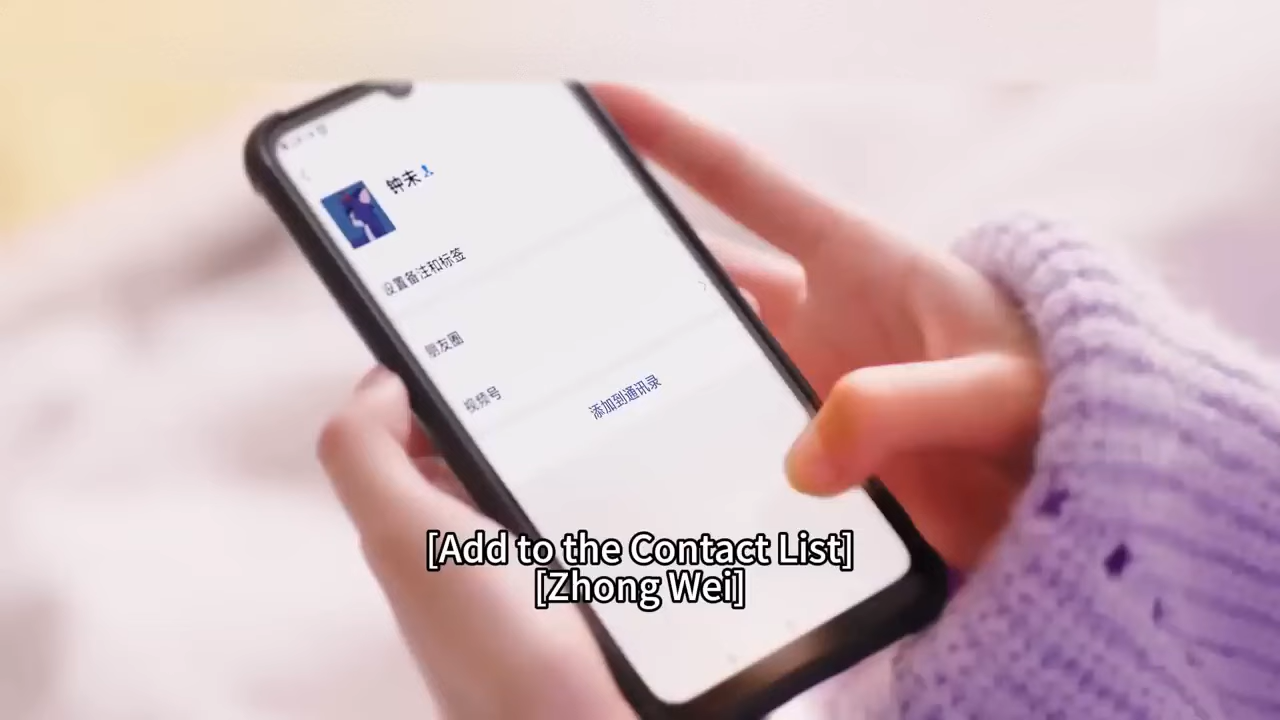 钟未
设置备注和标签
朋友圈
视频号
添加到通讯录
[Add to the Contact List]
[Zhong Wei]